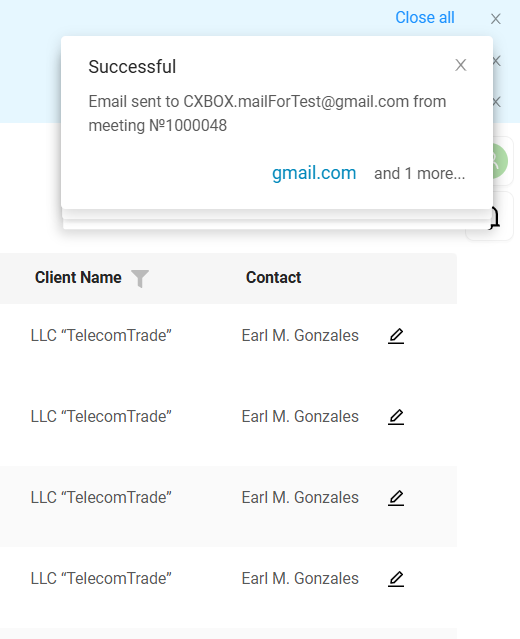 Close all
Successful
Email sent to CXBOX.mailForTest@gmail.com from
meeting №1000048
gmail.com and 1 more...
Client Name Contact
LLC “TelecomTrade” Earl M. Gonzales
LLC “TelecomTrade” Earl M. Gonzales
LLC “TelecomTrade” Earl M. Gonzales
LLC “TelecomTrade” Earl M. Gonzales